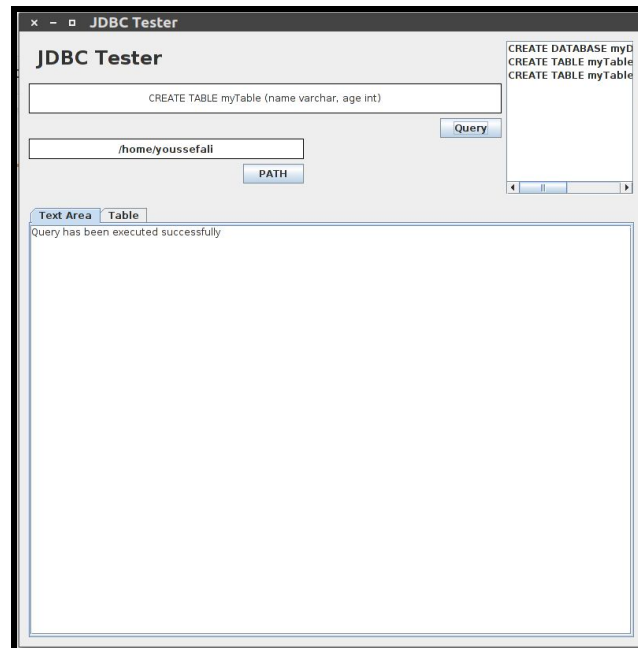 JDBC Tester
JDBC Tester
CREATE TABLE myTable (name varchar, age int)
Query
/home/youssefali
PATH
CREATE DATABASE myD
CREATE TABLE myTable
CREATE TABLE myTable
Text Area
Table
Query has been executed successfully